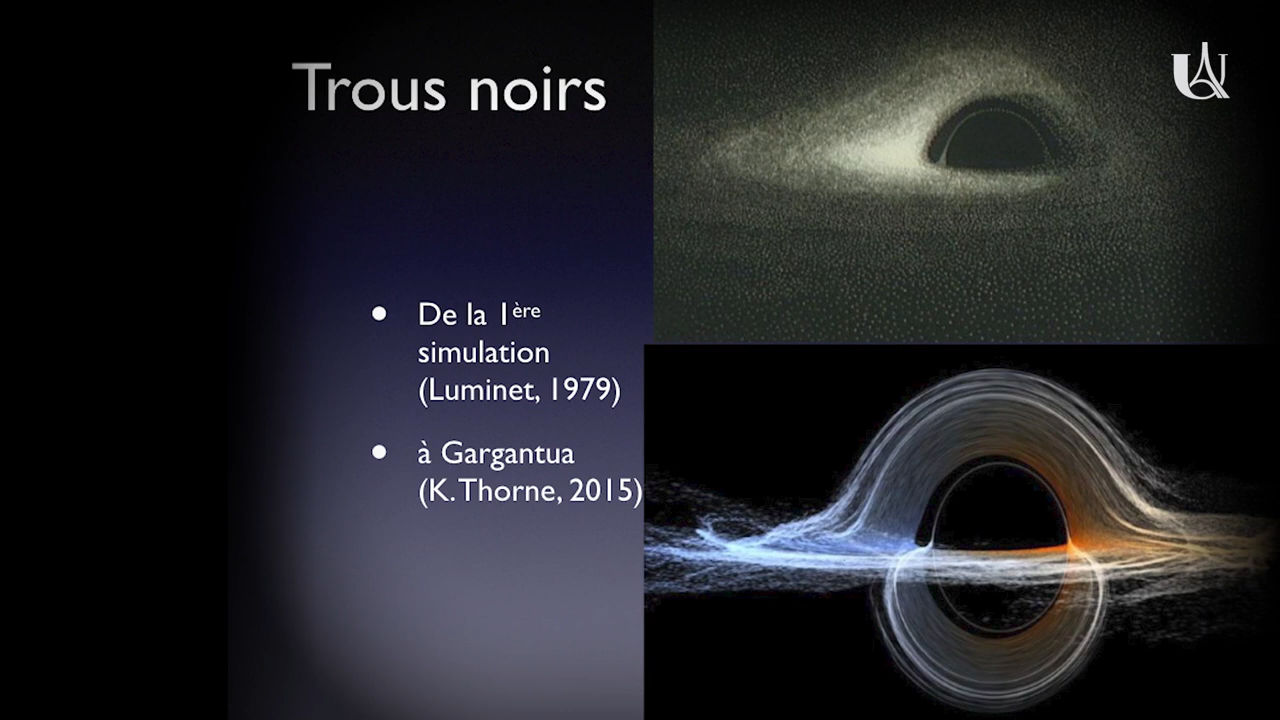 Trous noirs
• De la 1ère
simulation
(Luminet, 1979)
• à Gargantua
(K. Thorne, 2015)